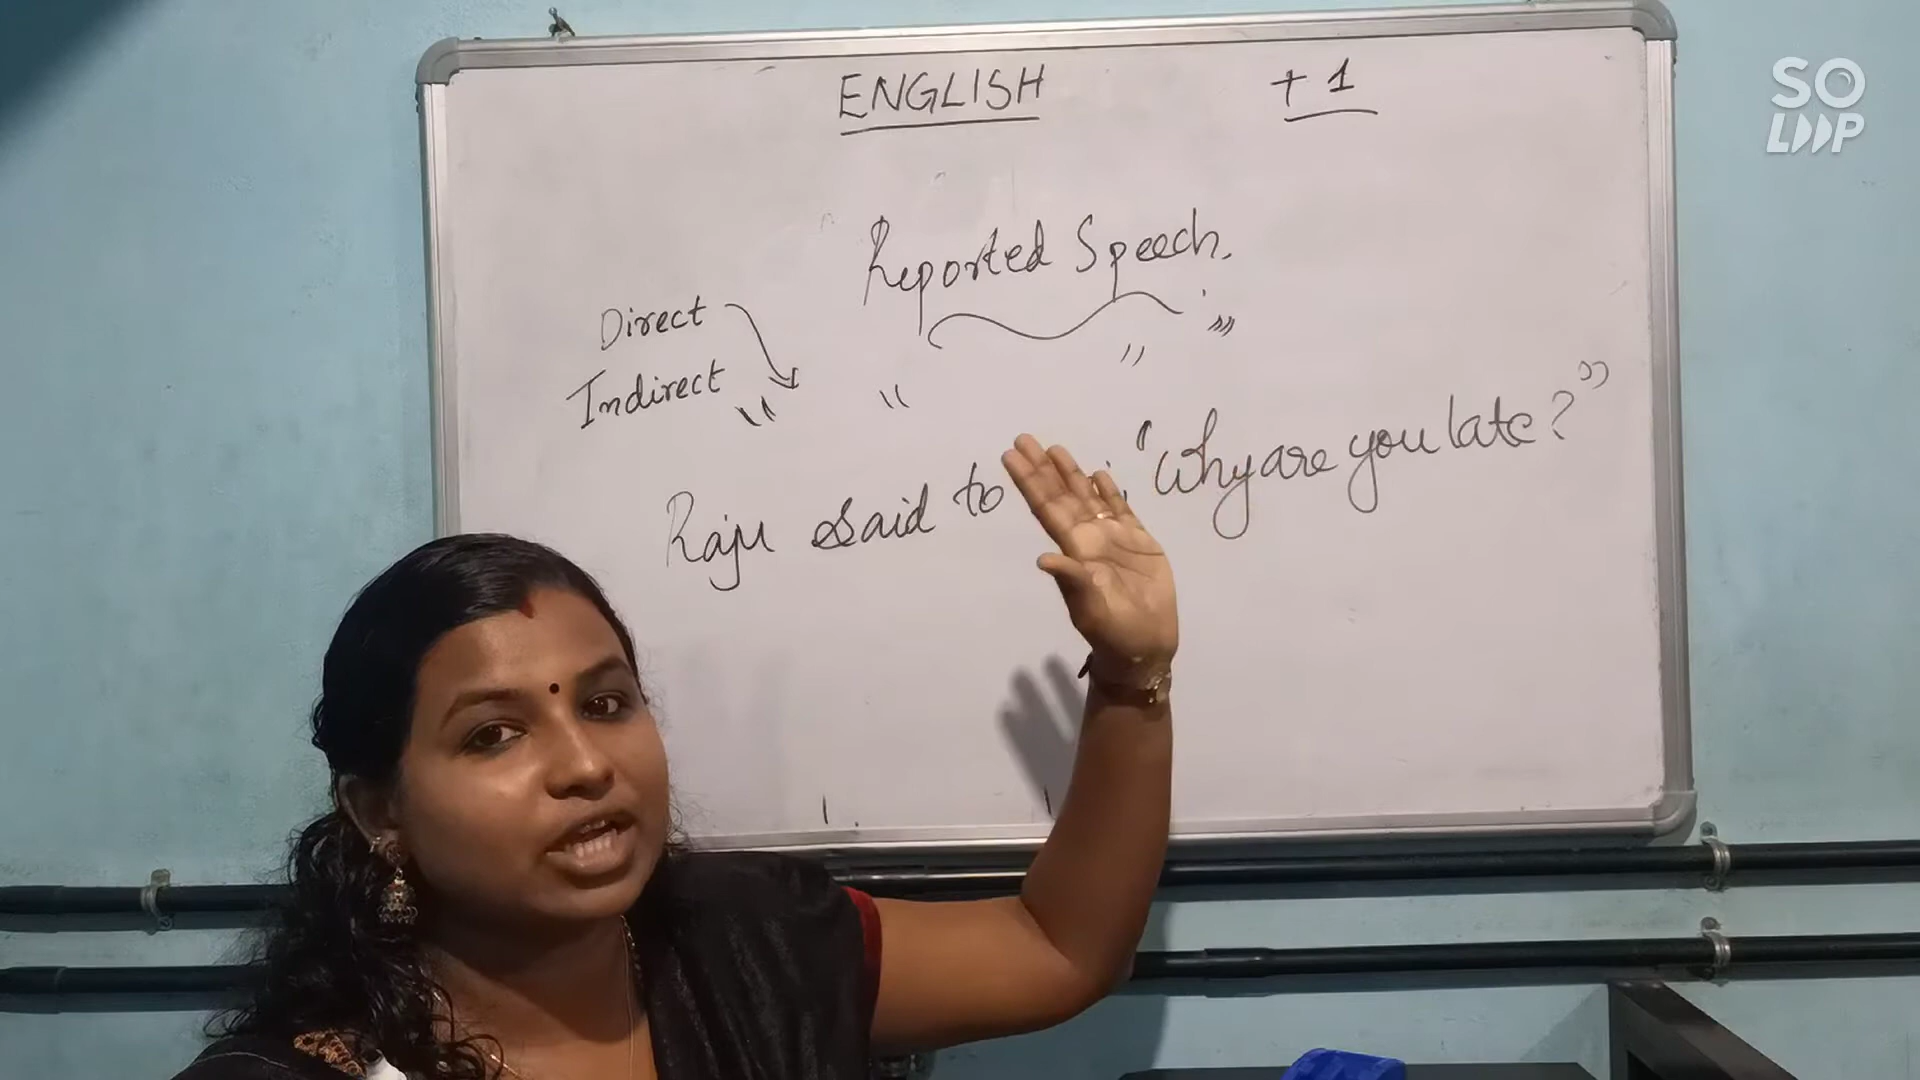 ENGLISH +1
Reported Speech.
Direct
Indirect
Raju said to "Why are you late?"
SO
LOOP